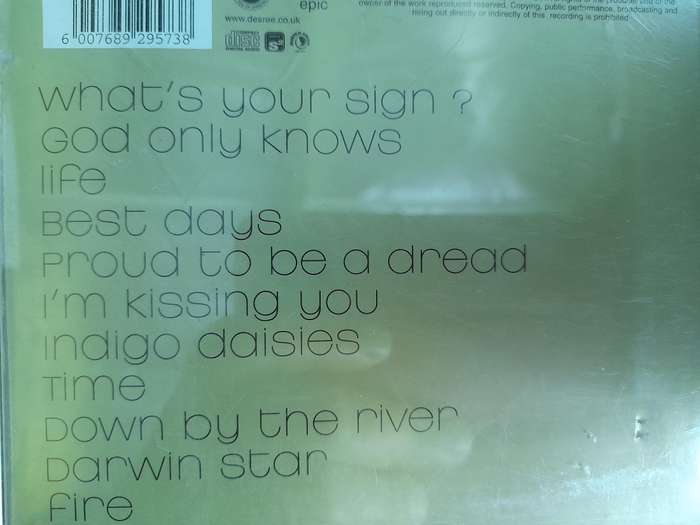 6 007689 295738
www.desree.co.uk
epic
disc
owner of the work reproduced reserved. Copying, public performance, broadcasting and
rising out directly or indirectly of this recording is prohibited
what's your sign ?
God only knows
life
Best days
Proud to be a dread
I'm kissing you
Indigo daisies
Time
Down by the river
Darwin star
Fire